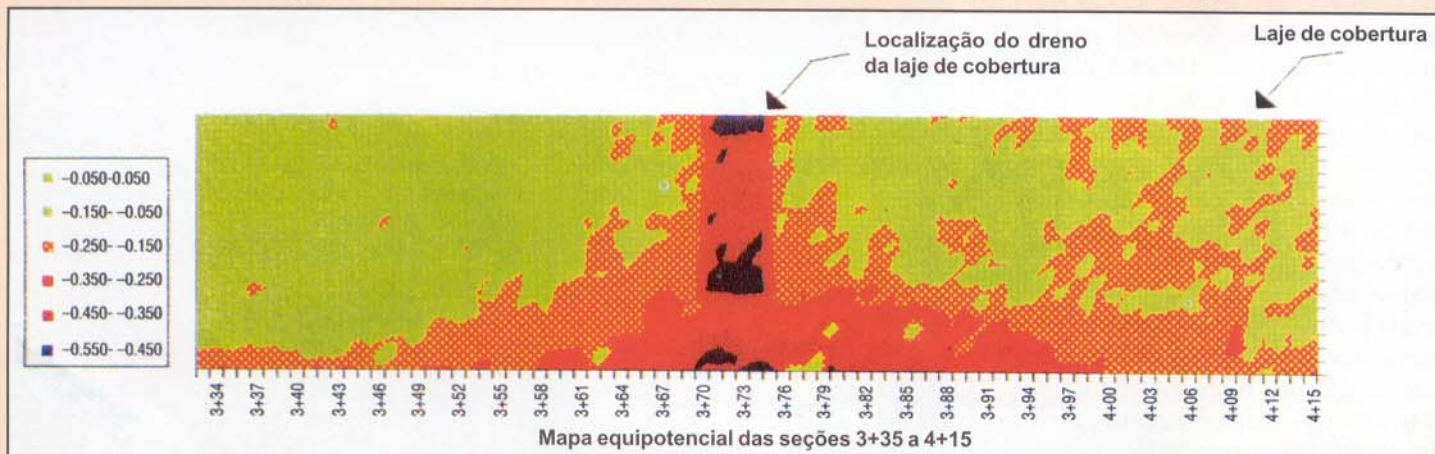 Localização do dreno
da laje de cobertura
Laje de cobertura
–0.050-0.050
–0.150- –0.050
–0.250- –0.150
–0.350- –0.250
–0.450- –0.350
–0.550- –0.450
3+34 3+37 3+40 3+43 3+46 3+49 3+52 3+55 3+58 3+61 3+64 3+67 3+70 3+73 3+76 3+79 3+82 3+85 3+88 3+91 3+94 3+97 4+00 4+03 4+06 4+09 4+12 4+15
Mapa equipotencial das seções 3+35 a 4+15